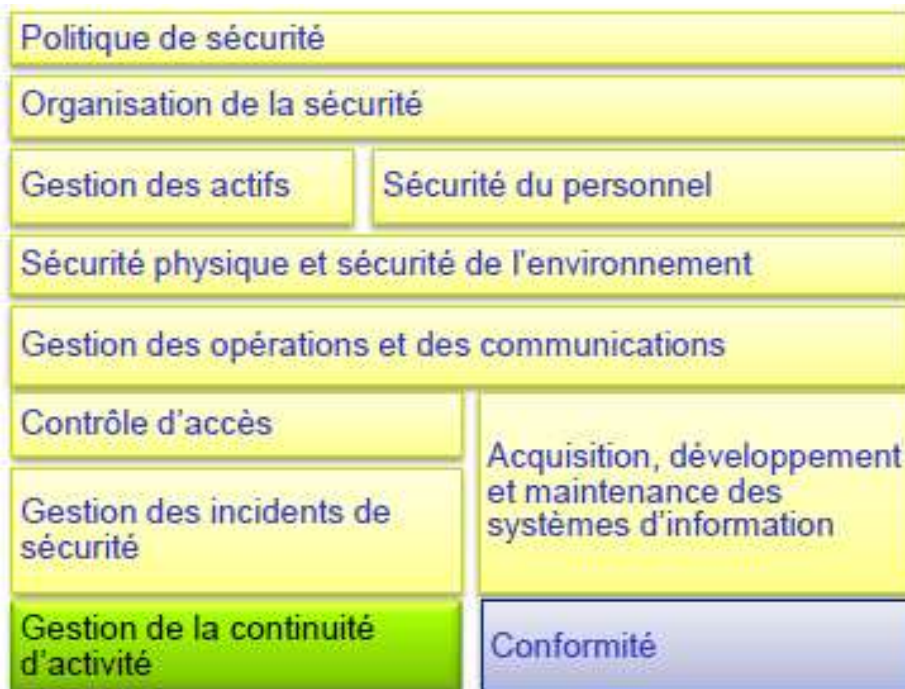 Politique de sécurité
Organisation de la sécurité
Gestion des actifs
Sécurité du personnel
Sécurité physique et sécurité de l'environnement
Gestion des opérations et des communications
Contrôle d'accès
Acquisition, développement
et maintenance des
systèmes d'information
Gestion des incidents de
sécurité
Gestion de la continuité
d'activité
Conformité